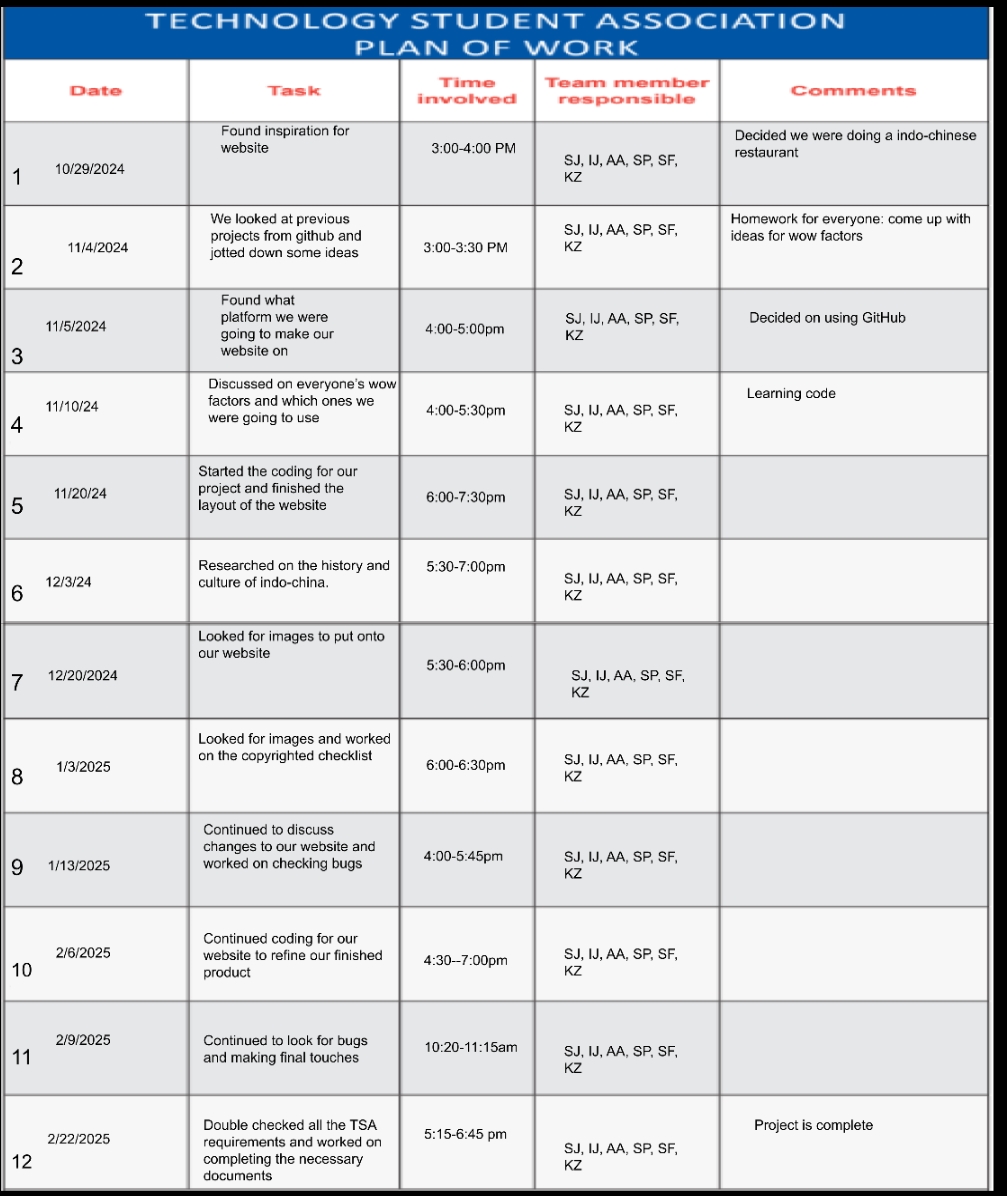 TECHNOLOGY STUDENT ASSOCIATION
PLAN OF WORK
Date
Task
Time
involved
Team member
responsible
Comments
1
10/29/2024
Found inspiration for
website
3:00-4:00 PM
SJ, IJ, AA, SP, SF,
KZ
Decided we were doing a indo-chinese
restaurant
2
11/4/2024
We looked at previous
projects from github and
jotted down some ideas
3:00-3:30 PM
SJ, IJ, AA, SP, SF,
KZ
Homework for everyone: come up with
ideas for wow factors
3
11/5/2024
Found what
platform we were
going to make our
website on
4:00-5:00pm
SJ, IJ, AA, SP, SF,
KZ
Decided on using GitHub
4
11/10/24
Discussed on everyone's wow
factors and which ones we
were going to use
4:00-5:30pm
SJ, IJ, AA, SP, SF,
KZ
Learning code
5
11/20/24
Started the coding for our
project and finished the
layout of the website
6:00-7:30pm
SJ, IJ, AA, SP, SF,
KZ
6
12/3/24
Researched on the history and
culture of indo-china.
5:30-7:00pm
SJ, IJ, AA, SP, SF,
KZ
7
12/20/2024
Looked for images to put onto
our website
5:30-6:00pm
SJ, IJ, AA, SP, SF,
KZ
8
1/3/2025
Looked for images and worked
on the copyrighted checklist
6:00-6:30pm
SJ, IJ, AA, SP, SF,
KZ
9
1/13/2025
Continued to discuss
changes to our website and
worked on checking bugs
4:00-5:45pm
SJ, IJ, AA, SP, SF,
KZ
10
2/6/2025
Continued coding for our
website to refine our finished
product
4:30--7:00pm
SJ, IJ, AA, SP, SF,
KZ
11
2/9/2025
Continued to look for bugs
and making final touches
10:20-11:15am
SJ, IJ, AA, SP, SF,
KZ
12
2/22/2025
Double checked all the TSA
requirements and worked on
completing the necessary
documents
5:15-6:45 pm
SJ, IJ, AA, SP, SF,
KZ
Project is complete